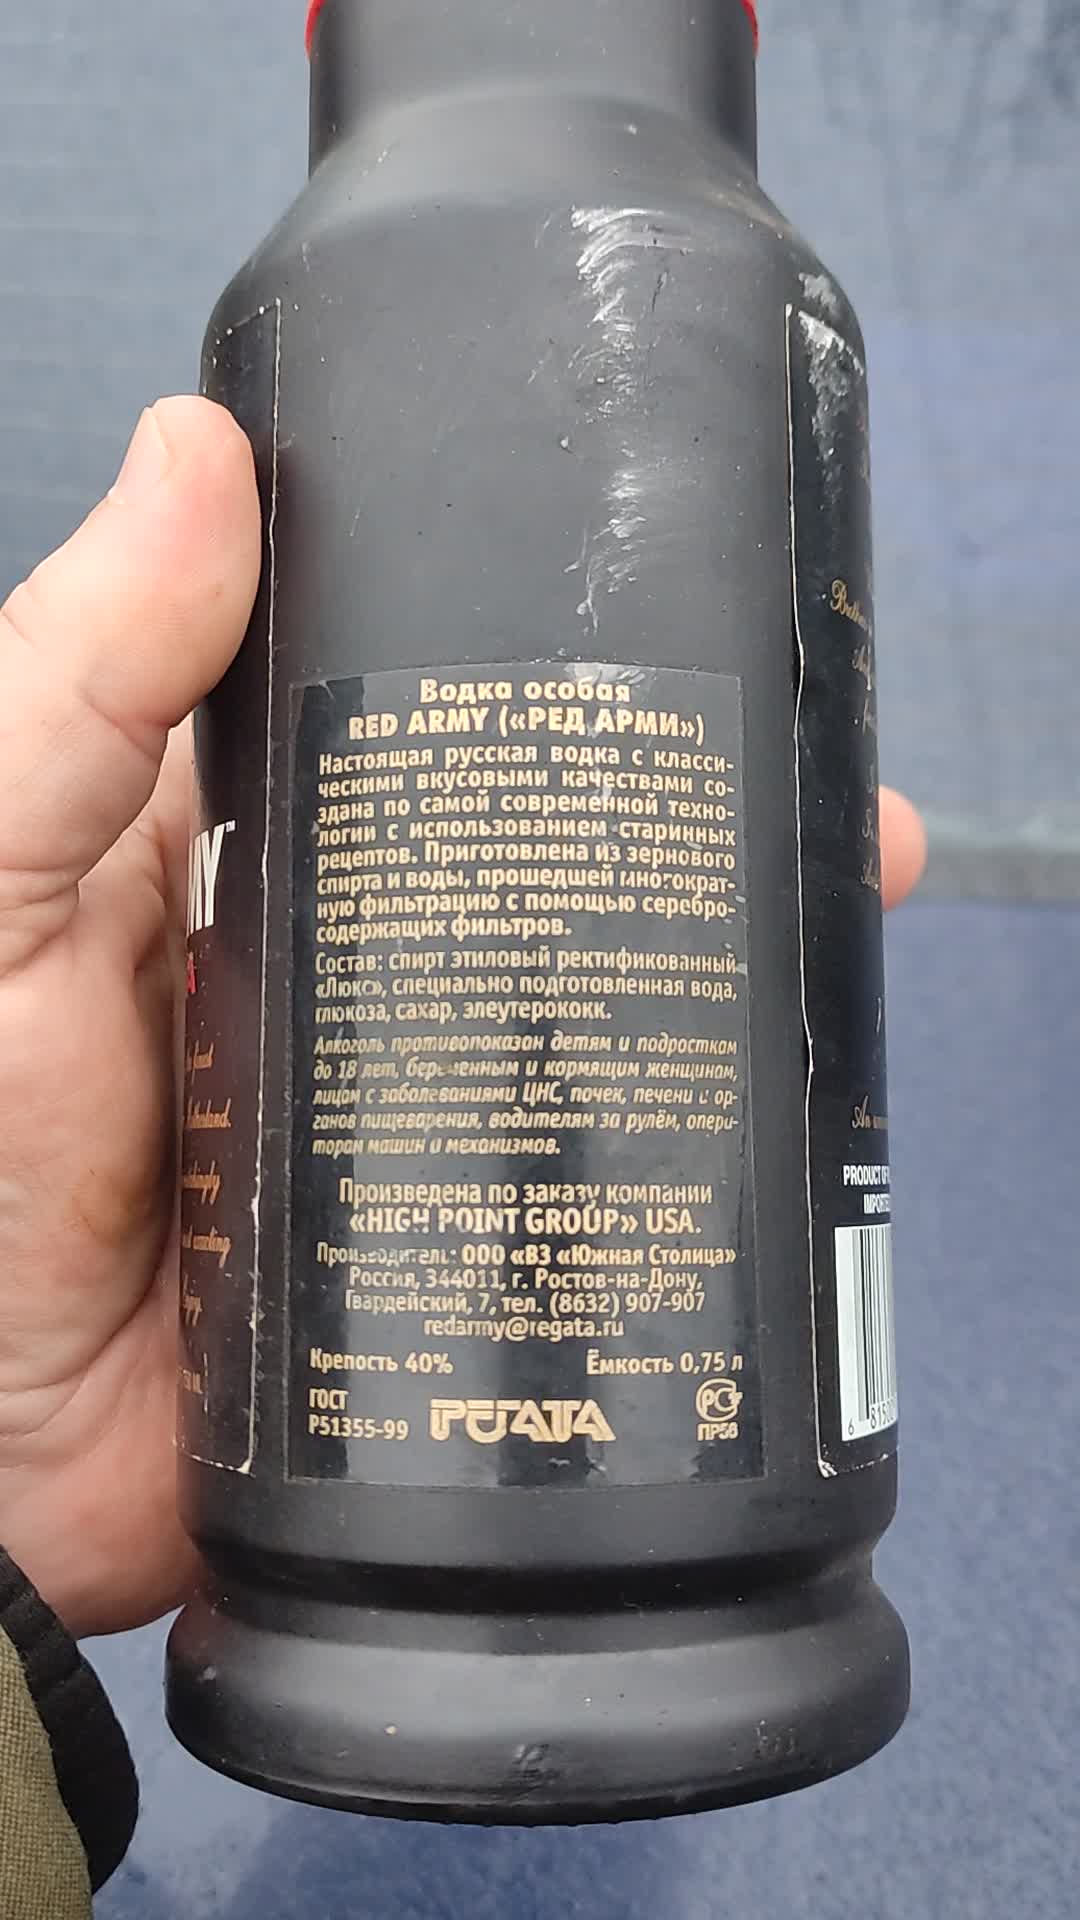 Водка особая
RED ARMY («РЕД АРМИ»)
Настоящая русская водка с класси-
ческими вкусовыми качествами со-
здана по самой современной техно-
логии с использованием старинных
рецептов. Приготовлена из зернового
спирта и воды, прошедшей многократ-
ную фильтрацию с помощью серебро-
содержащих фильтров.
Состав: спирт этиловый ректификованный
«Люкс», специально подготовленная вода,
глюкоза, сахар, элеутерококк.
Алкоголь противопоказан детям и подросткам
до 18 лет, беременным и кормящим женщинам,
лицам с заболеваниями ЦНС, почек, печени и ор-
ганов пищеварения, водителям за рулём, опера-
торам машин и механизмов.
Произведена по заказу компании
«HIGH POINT GROUP» USA.
Производитель: ООО «ВЗ «Южная Столица»
Россия, 344011, г. Ростов-на-Дону,
Гвардейский, 7, тел. (8632) 907-907
redarmy@regata.ru
Крепость 40% Ёмкость 0,75 л
ГОСТ
Р51355-99
РЕГАТА
РСТ
ПР58
MY™
PRODUCT OF